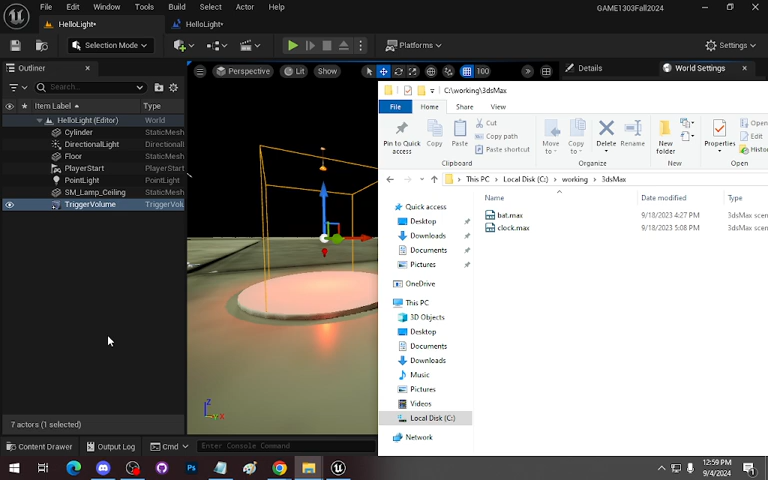 File Edit Window Tools Build Select Actor Help
GAME1303Fall2024
HelloLight* HelloLight*
Selection Mode Platforms Settings
Outliner
Search...
Item Label Type
HelloLight (Editor) World
Cylinder StaticMesh
DirectionalLight Directional
Floor StaticMesh
PlayerStart PlayerStart
PointLight PointLight
SM_Lamp_Ceiling StaticMesh
TriggerVolume TriggerVolu
7 actors (1 selected)
Perspective Lit Show 100
Details World Settings
C:\working\3dsMax
File Home Share View
Pin to Quick access
Copy
Paste
Cut
Copy path
Paste shortcut
Clipboard
Move to
Copy to
Delete
Rename
Organize
New folder
New
Properties
Open
Edit
Histor
Open
This PC Local Disk (C:) working 3dsMax
Name Date modified Type
bat.max 9/18/2023 4:27 PM 3dsMax scen
clock.max 9/18/2023 5:08 PM 3dsMax scen
Quick access
Desktop
Downloads
Documents
Pictures
OneDrive
This PC
3D Objects
Desktop
Documents
Downloads
Music
Pictures
Videos
Local Disk (C:)
Network
Content Drawer Output Log Cmd Enter Console Command
12:59 PM
9/4/2024